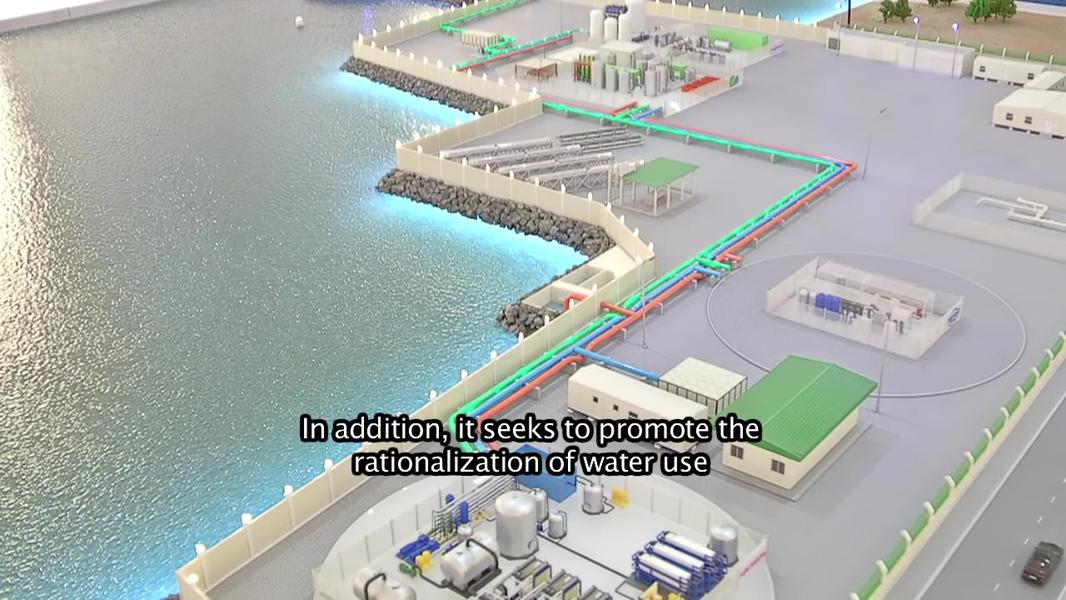 In addition, it seeks to promote the
rationalization of water use